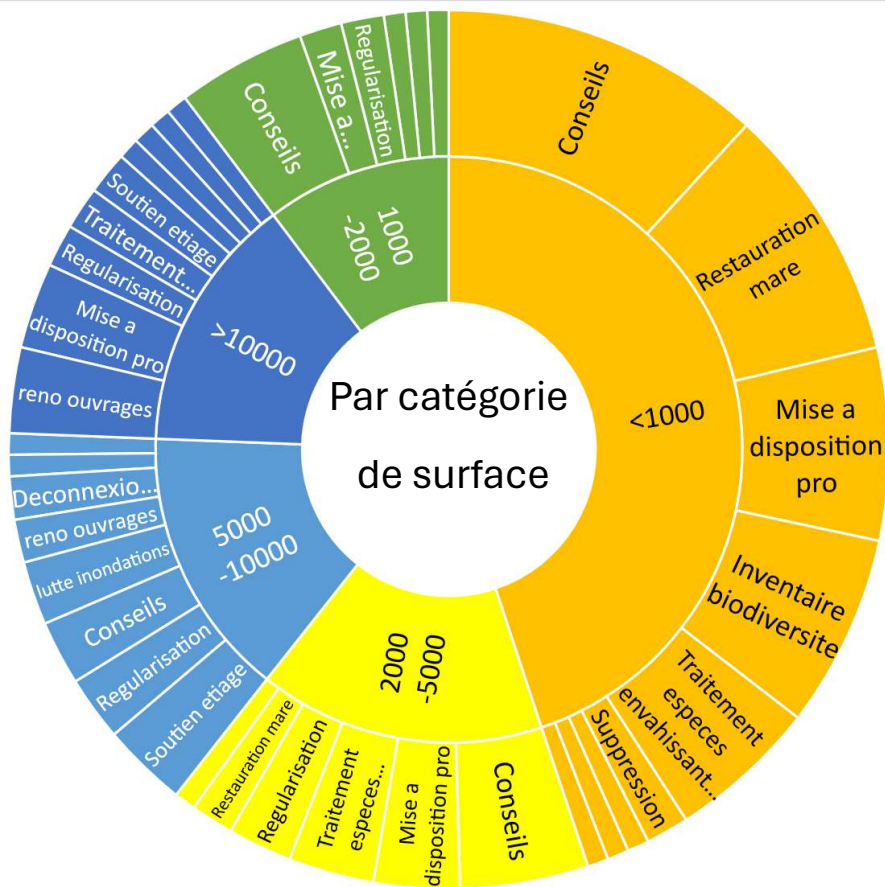 Par catégorie
de surface
<1000
Conseils
Restauration
mare
Mise a
disposition
pro
Inventaire
biodiversite
Traitement
especes
envahissant...
Suppression
2000
-5000
Conseils
Mise a
disposition pro
Traitement
especes...
Regularisation
Restauration mare
5000
-10000
Soutien etiage
Regularisation
Conseils
lutte inondations
reno ouvrages
Deconnexio...
>10000
reno ouvrages
Mise a
disposition pro
Regularisation
Traitement...
Soutien etiage
1000
-2000
Conseils
Mise a...
Regularisation